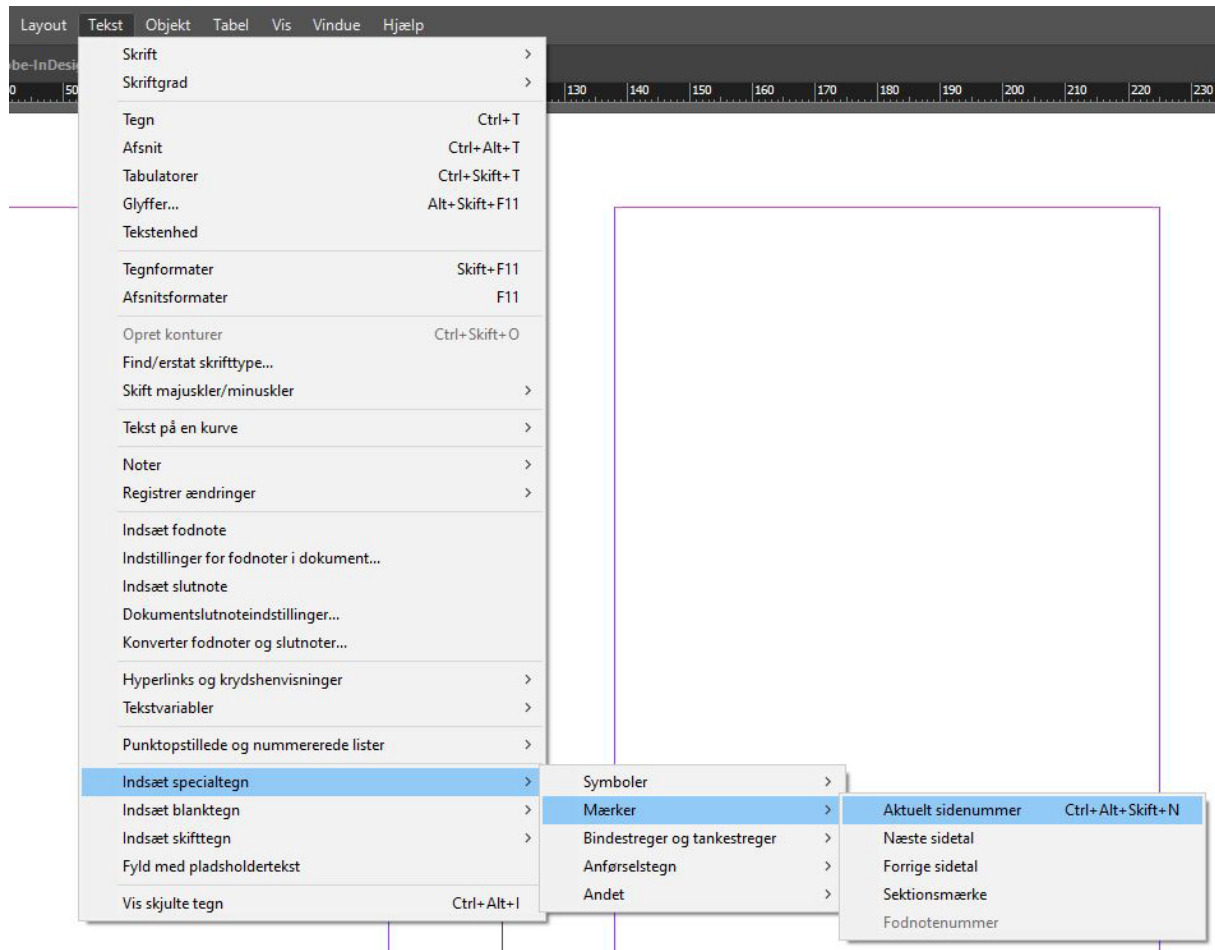 Layout Tekst Objekt Tabel Vis Vindue Hjælp
be-InDesi
0 50 130 140 150 160 170 180 190 200 210 220 230
Skrift
Skriftgrad
Tegn Ctrl+T
Afsnit Ctrl+Alt+T
Tabulatorer Ctrl+Skift+T
Glyffer... Alt+Skift+F11
Tekstenhed
Tegnformater Skift+F11
Afsnitsformater F11
Opret konturer Ctrl+Skift+O
Find/erstat skrifttype...
Skift majuskler/minuskler
Tekst på en kurve
Noter
Registrer ændringer
Indsæt fodnote
Indstillinger for fodnoter i dokument...
Indsæt slutnote
Dokumentslutnoteindstillinger...
Konverter fodnoter og slutnoter...
Hyperlinks og krydshenvisninger
Tekstvariabler
Punktopstillede og nummererede lister
Indsæt specialtegn
Indsæt blanktegn
Indsæt skifttegn
Fyld med pladsholdertekst
Vis skjulte tegn Ctrl+Alt+I
Symboler
Mærker
Bindestreger og tankestreger
Anførselstegn
Andet
Aktuelt sidenummer Ctrl+Alt+Skift+N
Næste sidetal
Forrige sidetal
Sektionsmærke
Fodnotenummer